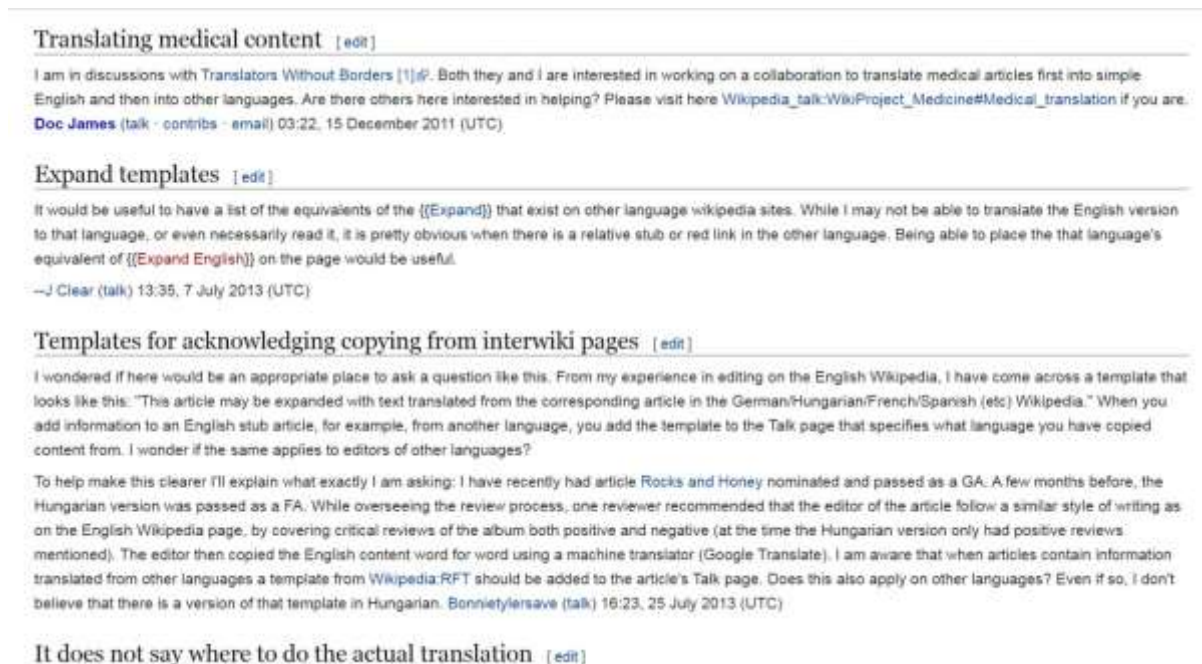 Translating medical content [ edit ]
I am in discussions with Translators Without Borders [1]. Both they and I are interested in working on a collaboration to translate medical articles first into simple
English and then into other languages. Are there others here interested in helping? Please visit here Wikipedia_talk:WikiProject_Medicine#Medical_translation if you are.
Doc James (talk · contribs · email) 03:22, 15 December 2011 (UTC)
Expand templates [ edit ]
It would be useful to have a list of the equivalents of the {{Expand}} that exist on other language wikipedia sites. While I may not be able to translate the English version
to that language, or even necessarily read it, it is pretty obvious when there is a relative stub or red link in the other language. Being able to place the that language's
equivalent of {{Expand English}} on the page would be useful.
--J Clear (talk) 13:35, 7 July 2013 (UTC)
Templates for acknowledging copying from interwiki pages [ edit ]
I wondered if here would be an appropriate place to ask a question like this. From my experience in editing on the English Wikipedia, I have come across a template that
looks like this: "This article may be expanded with text translated from the corresponding article in the German/Hungarian/French/Spanish (etc) Wikipedia." When you
add information to an English stub article, for example, from another language, you add the template to the Talk page that specifies what language you have copied
content from. I wonder if the same applies to editors of other languages?
To help make this clearer I'll explain what exactly I am asking: I have recently had article Rocks and Honey nominated and passed as a GA. A few months before, the
Hungarian version was passed as a FA. While overseeing the review process, one reviewer recommended that the editor of the article follow a similar style of writing as
on the English Wikipedia page, by covering critical reviews of the album both positive and negative (at the time the Hungarian version only had positive reviews
mentioned). The editor then copied the English content word for word using a machine translator (Google Translate). I am aware that when articles contain information
translated from other languages a template from Wikipedia:RFT should be added to the article's Talk page. Does this also apply on other languages? Even if so, I don't
believe that there is a version of that template in Hungarian. Bonnietylersave (talk) 16:23, 25 July 2013 (UTC)
It does not say where to do the actual translation [ edit ]